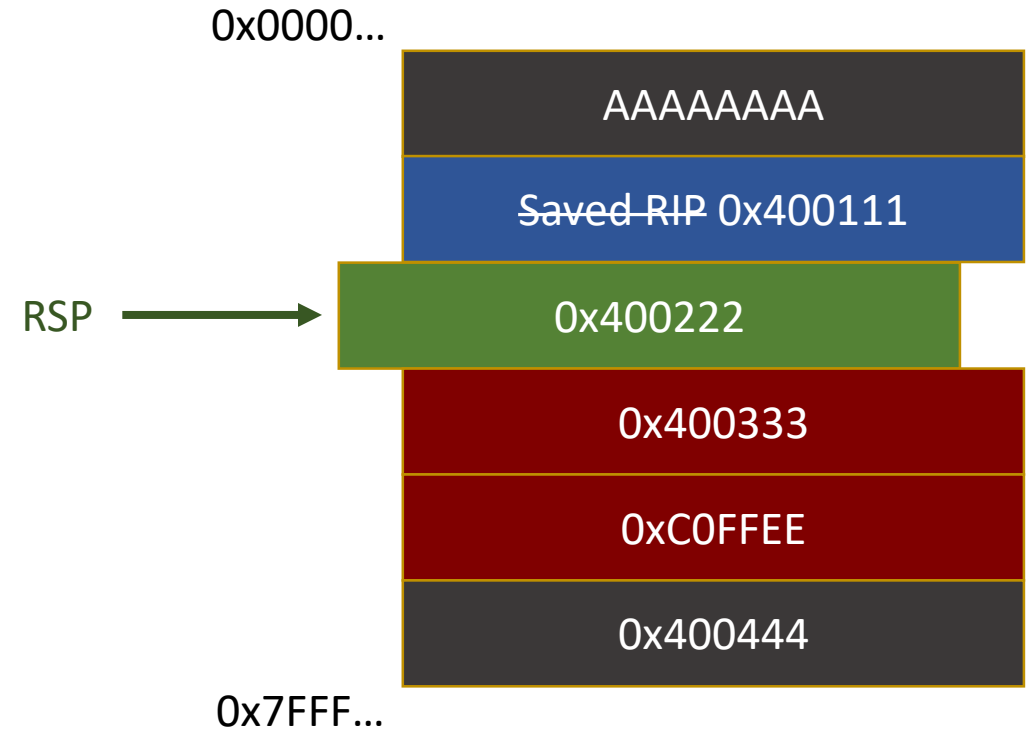 0x0000…
AAAAAAAA
Saved RIP 0x400111
RSP
0x400222
0x400333
0xC0FFEE
0x400444
0x7FFF…